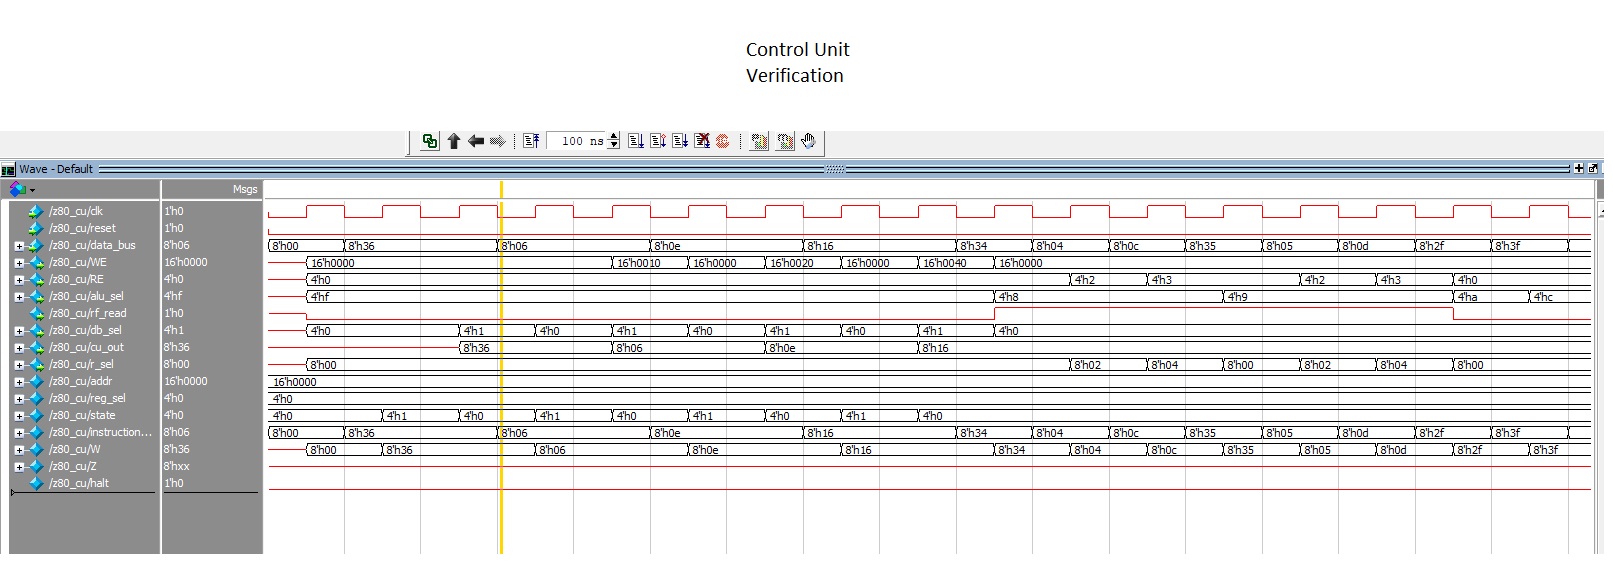 Control Unit
Verification
100 ns
Wave - Default
Msgs
/z80_cu/clk 1'h0
/z80_cu/reset 1'h0
/z80_cu/data_bus 8'h06 8'h00 8'h36 8'h06 8'h0e 8'h16 8'h34 8'h04 8'h0c 8'h35 8'h05 8'h0d 8'h2f 8'h3f
/z80_cu/WE 16'h0000 16'h0000 16'h0010 16'h0000 16'h0020 16'h0000 16'h0040 16'h0000
/z80_cu/RE 4'h0 4'h0 4'h2 4'h3 4'h2 4'h3 4'h0
/z80_cu/alu_sel 4'hf 4'hf 4'h8 4'h9 4'ha 4'hc
/z80_cu/rf_read 1'h0
/z80_cu/db_sel 4'h1 4'h0 4'h1 4'h0 4'h1 4'h0 4'h1 4'h0 4'h1 4'h0
/z80_cu/cu_out 8'h36 8'h36 8'h06 8'h0e 8'h16
/z80_cu/r_sel 8'h00 8'h00 8'h02 8'h04 8'h00 8'h02 8'h04 8'h00
/z80_cu/addr 16'h0000 16'h0000
/z80_cu/reg_sel 4'h0 4'h0
/z80_cu/state 4'h0 4'h0 4'h1 4'h0 4'h1 4'h0 4'h1 4'h0 4'h1 4'h0
/z80_cu/instruction... 8'h06 8'h00 8'h36 8'h06 8'h0e 8'h16 8'h34 8'h04 8'h0c 8'h35 8'h05 8'h0d 8'h2f 8'h3f
/z80_cu/W 8'h36 8'h00 8'h36 8'h06 8'h0e 8'h16 8'h34 8'h04 8'h0c 8'h35 8'h05 8'h0d 8'h2f 8'h3f
/z80_cu/Z 8'hxx
/z80_cu/halt 1'h0